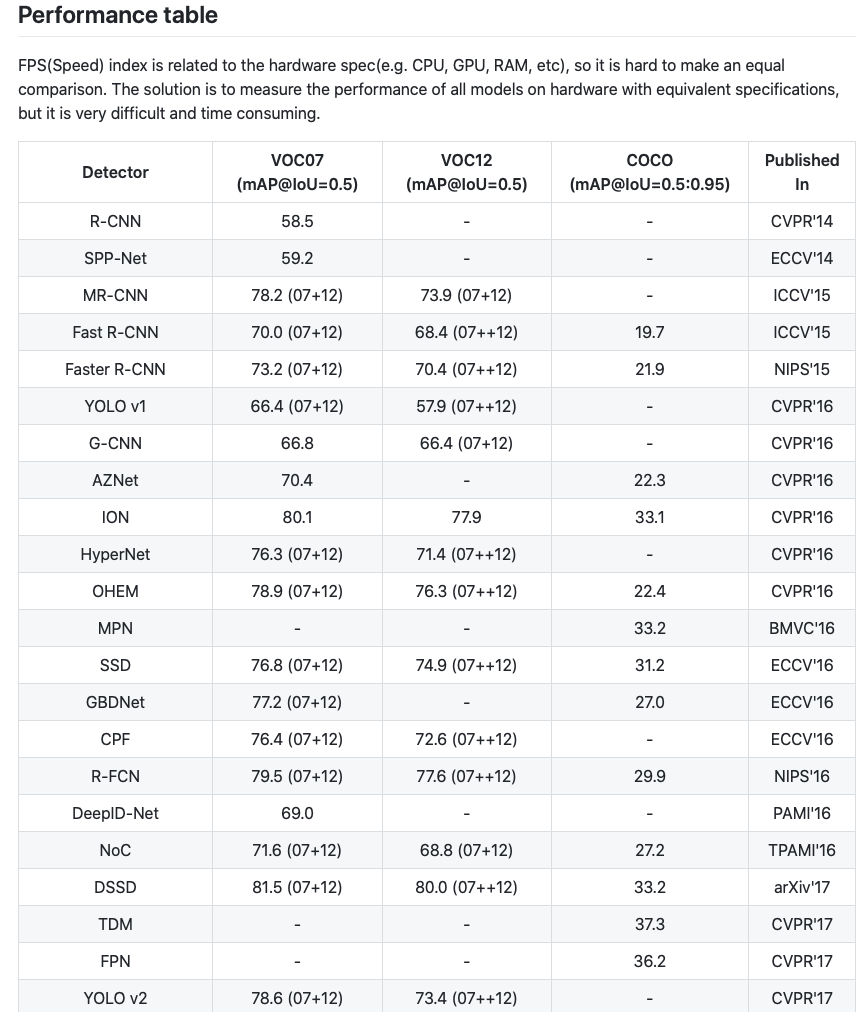 Performance table
FPS(Speed) index is related to the hardware spec(e.g. CPU, GPU, RAM, etc), so it is hard to make an equal
comparison. The solution is to measure the performance of all models on hardware with equivalent specifications,
but it is very difficult and time consuming.
Detector VOC07 (mAP@IoU=0.5) VOC12 (mAP@IoU=0.5) COCO (mAP@IoU=0.5:0.95) Published In
R-CNN 58.5 - - CVPR'14
SPP-Net 59.2 - - ECCV'14
MR-CNN 78.2 (07+12) 73.9 (07+12) - ICCV'15
Fast R-CNN 70.0 (07+12) 68.4 (07++12) 19.7 ICCV'15
Faster R-CNN 73.2 (07+12) 70.4 (07++12) 21.9 NIPS'15
YOLO v1 66.4 (07+12) 57.9 (07++12) - CVPR'16
G-CNN 66.8 66.4 (07+12) - CVPR'16
AZNet 70.4 - 22.3 CVPR'16
ION 80.1 77.9 33.1 CVPR'16
HyperNet 76.3 (07+12) 71.4 (07++12) - CVPR'16
OHEM 78.9 (07+12) 76.3 (07++12) 22.4 CVPR'16
MPN - - 33.2 BMVC'16
SSD 76.8 (07+12) 74.9 (07++12) 31.2 ECCV'16
GBDNet 77.2 (07+12) - 27.0 ECCV'16
CPF 76.4 (07+12) 72.6 (07++12) - ECCV'16
R-FCN 79.5 (07+12) 77.6 (07++12) 29.9 NIPS'16
DeepID-Net 69.0 - - PAMI'16
NoC 71.6 (07+12) 68.8 (07+12) 27.2 TPAMI'16
DSSD 81.5 (07+12) 80.0 (07++12) 33.2 arXiv'17
TDM - - 37.3 CVPR'17
FPN - - 36.2 CVPR'17
YOLO v2 78.6 (07+12) 73.4 (07++12) - CVPR'17